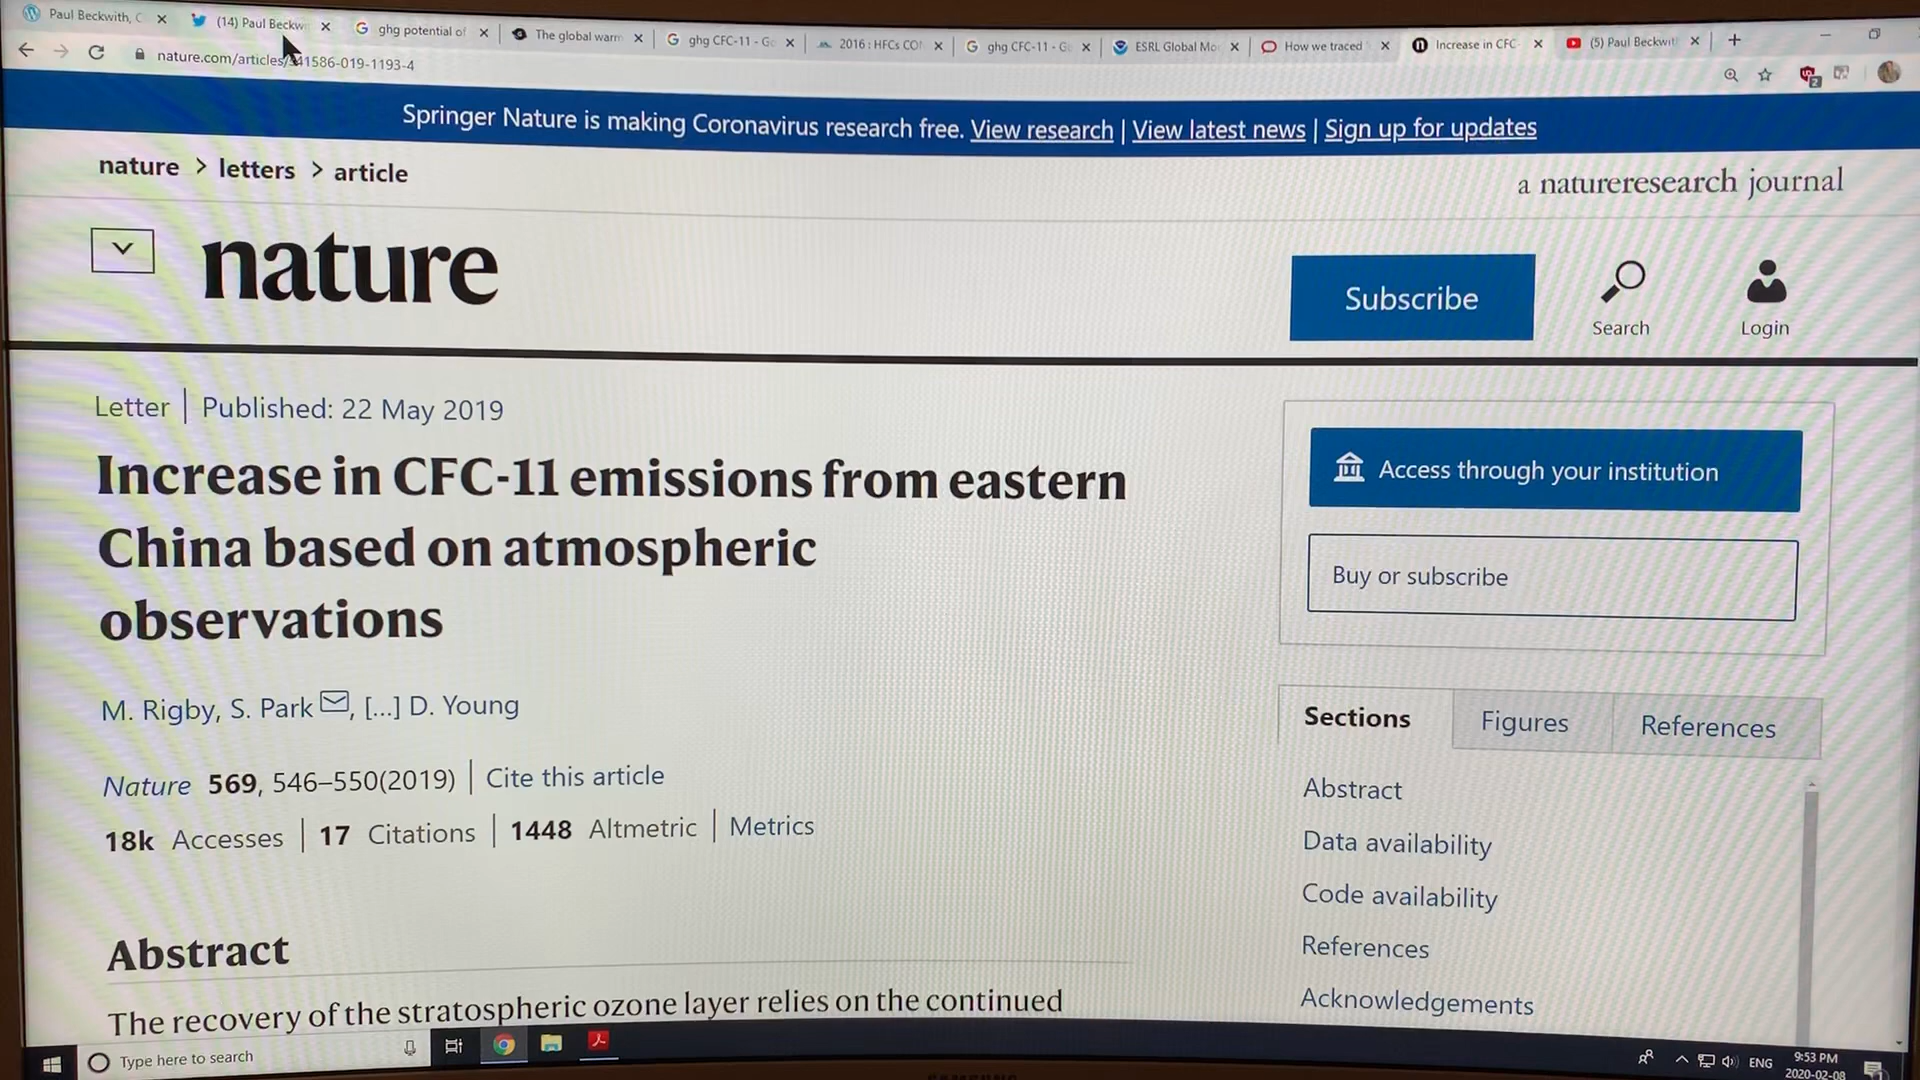 Paul Beckwith, C
(14) Paul Beckw
ghg potential of
The global warm
ghg CFC-11 - Go
2016 : HFCs CO
ghg CFC-11 - G
ESRL Global Mo
How we traced
Increase in CFC
(5) Paul Beckwit
nature.com/articles/s41586-019-1193-4
Springer Nature is making Coronavirus research free. View research | View latest news | Sign up for updates
nature > letters > article
a natureresearch journal
nature
Subscribe
Search
Login
Letter | Published: 22 May 2019
Increase in CFC-11 emissions from eastern
China based on atmospheric
observations
M. Rigby, S. Park, [...] D. Young
Nature 569, 546–550(2019) | Cite this article
18k Accesses | 17 Citations | 1448 Altmetric | Metrics
Abstract
The recovery of the stratospheric ozone layer relies on the continued
Access through your institution
Buy or subscribe
Sections
Figures
References
Abstract
Data availability
Code availability
References
Acknowledgements
Type here to search
ENG
9:53 PM
2020-02-08